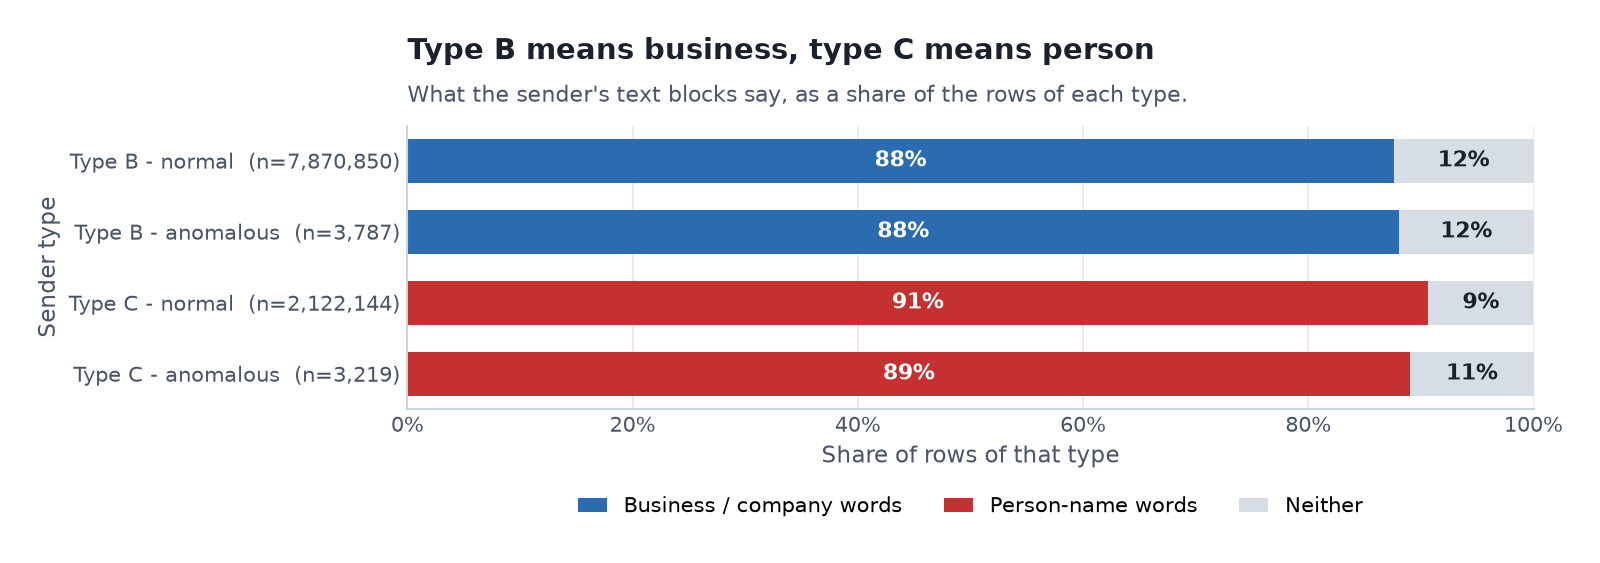 Type B means business, type C means person
What the sender's text blocks say, as a share of the rows of each type.
Sender type
Type B - normal (n=7,870,850)
88%
12%
Type B - anomalous (n=3,787)
88%
12%
Type C - normal (n=2,122,144)
91%
9%
Type C - anomalous (n=3,219)
89%
11%
0% 20% 40% 60% 80% 100%
Share of rows of that type
Business / company words
Person-name words
Neither